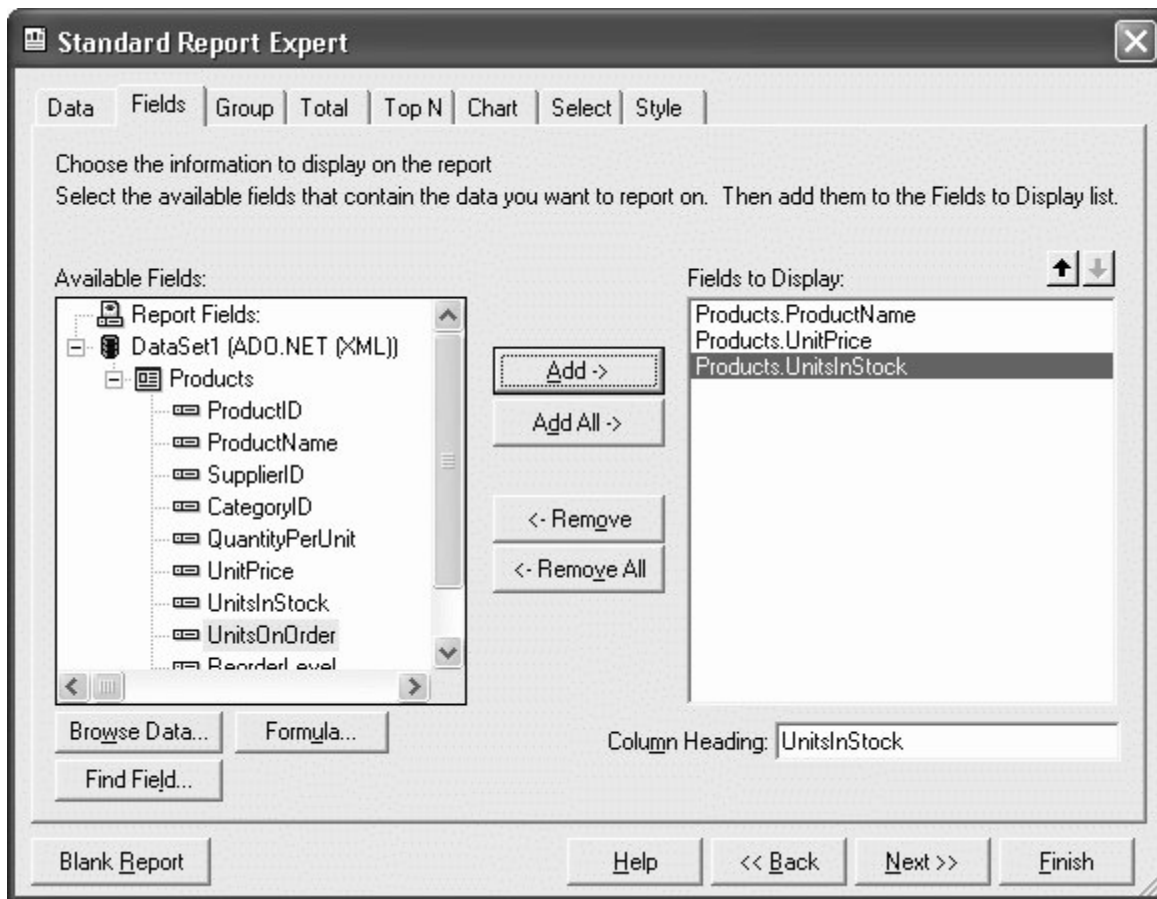 Standard Report Expert
Data Fields Group Total Top N Chart Select Style
Choose the information to display on the report
Select the available fields that contain the data you want to report on. Then add them to the Fields to Display list.
Available Fields:
Report Fields:
DataSet1 (ADO.NET (XML))
Products
ProductID
ProductName
SupplierID
CategoryID
QuantityPerUnit
UnitPrice
UnitsInStock
UnitsOnOrder
ReorderLevel
Add ->
Add All ->
<- Remove
<- Remove All
Fields to Display:
Products.ProductName
Products.UnitPrice
Products.UnitsInStock
Browse Data... Formula...
Find Field...
Column Heading: UnitsInStock
Blank Report Help << Back Next >> Finish